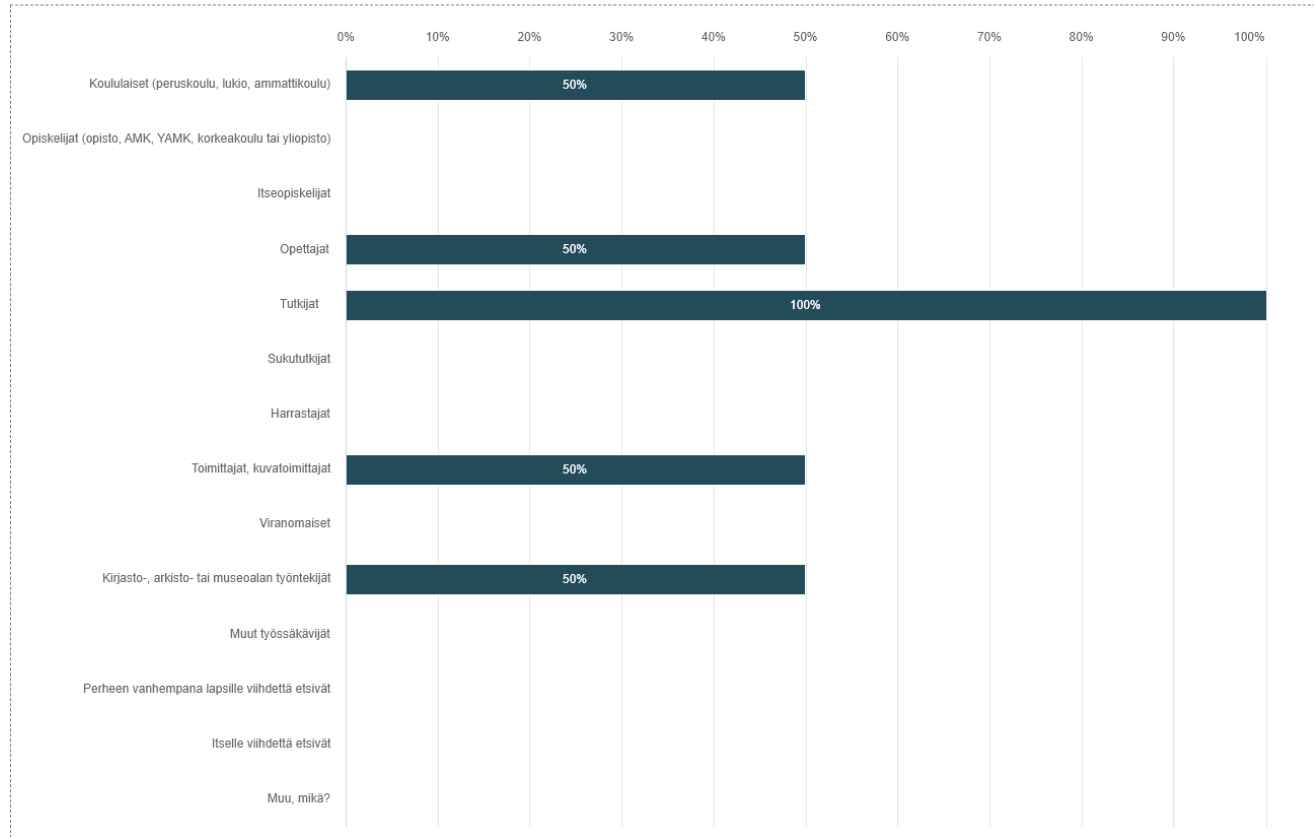 0% 10% 20% 30% 40% 50% 60% 70% 80% 90% 100%
Koululaiset (peruskoulu, lukio, ammattikoulu) 50%
Opiskelijat (opisto, AMK, YAMK, korkeakoulu tai yliopisto)
Itseopiskelijat
Opettajat 50%
Tutkijat 100%
Sukututkijat
Harrastajat
Toimittajat, kuvatoimittajat 50%
Viranomaiset
Kirjasto-, arkisto- tai museoalan työntekijät 50%
Muut työssäkävijät
Perheen vanhempana lapsille viihdettä etsivät
Itselle viihdettä etsivät
Muu, mikä?